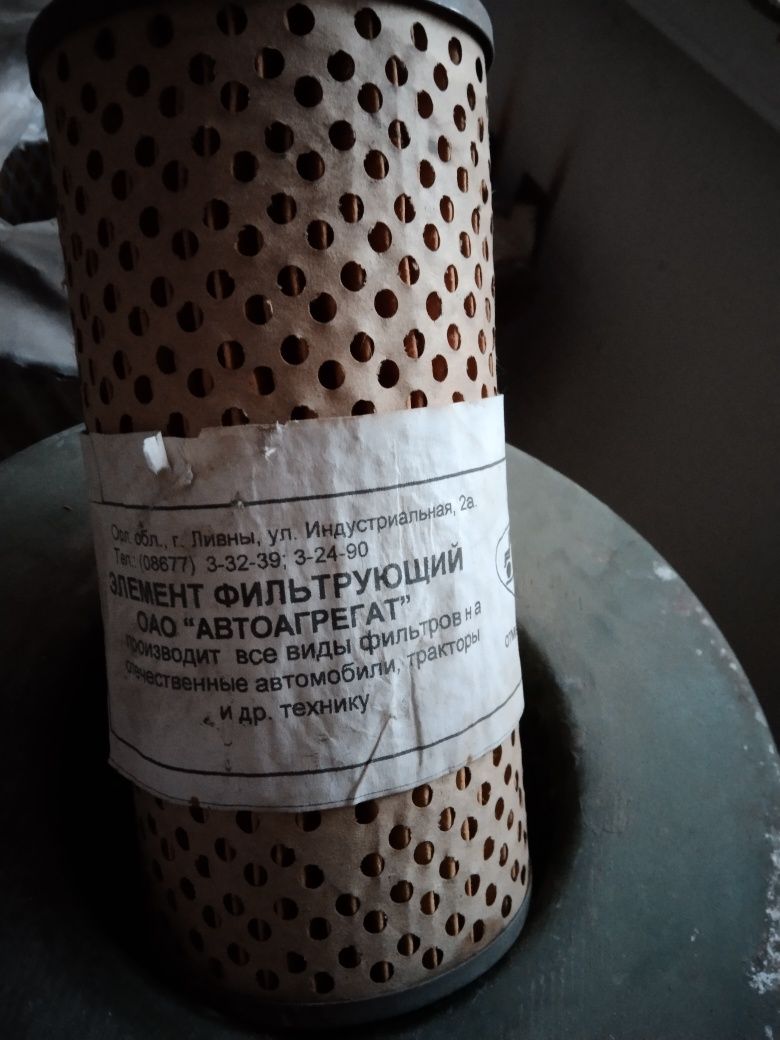 Орл. обл., г. Ливны, ул. Индустриальная, 2а.
Тел.: (08677) 3-32-39; 3-24-90
ЭЛЕМЕНТ ФИЛЬТРУЮЩИЙ
ОАО "АВТОАГРЕГАТ"
производит все виды фильтров на
отечественные автомобили, тракторы
и др. технику